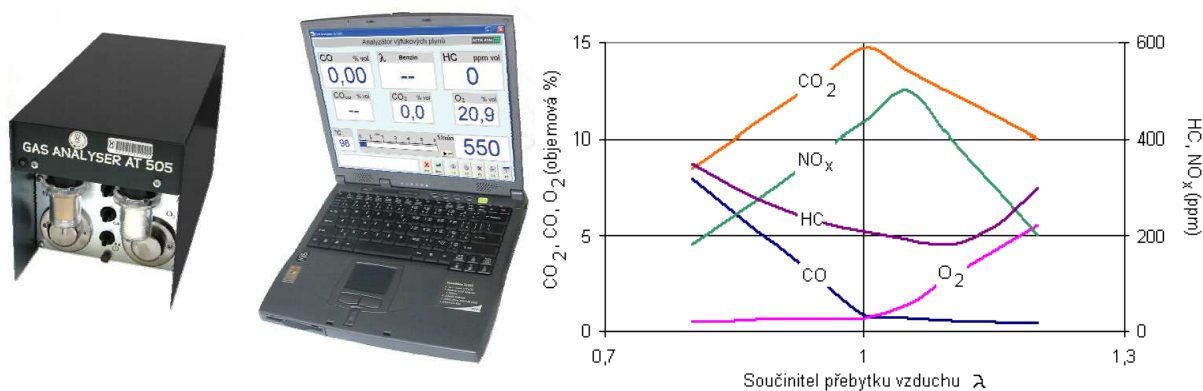 GAS ANALYSER AT 505
O₂
Analyzátor výfukových plynů
CO % vol
0,00
λ Benzin
--
HC ppm vol
0
--
CO₂ % vol
0,0
O₂ % vol
20,9
°C
98
1/min
550
CO₂, CO, O₂ (objemová %)
15
10
5
0
CO₂
NOₓ
HC
CO
O₂
600
400
200
0
HC, NOₓ (ppm)
0,7
1
1,3
Součinitel přebytku vzduchu λ